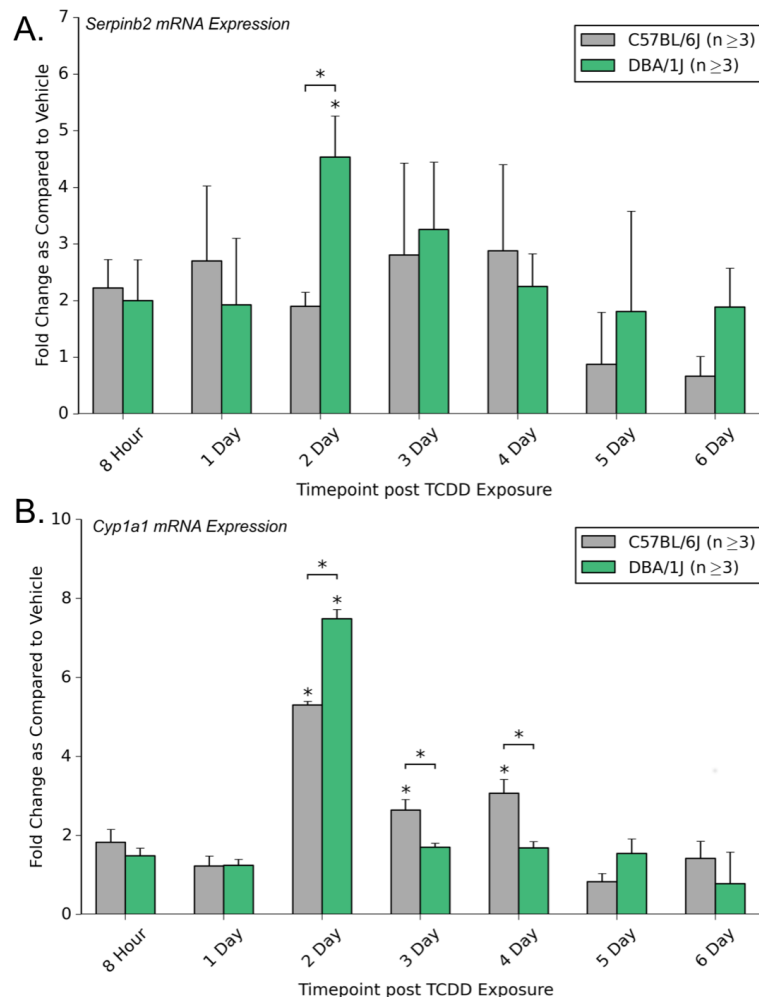 A.
Serpinb2 mRNA Expression
C57BL/6J (n ≥3)
DBA/1J (n ≥3)
Fold Change as Compared to Vehicle
7
6
5
4
3
2
1
0
*
*
8 Hour
1 Day
2 Day
3 Day
4 Day
5 Day
6 Day
Timepoint post TCDD Exposure
B.
Cyp1a1 mRNA Expression
C57BL/6J (n ≥3)
DBA/1J (n ≥3)
Fold Change as Compared to Vehicle
10
8
6
4
2
0
*
*
*
*
*
*
*
8 Hour
1 Day
2 Day
3 Day
4 Day
5 Day
6 Day
Timepoint post TCDD Exposure